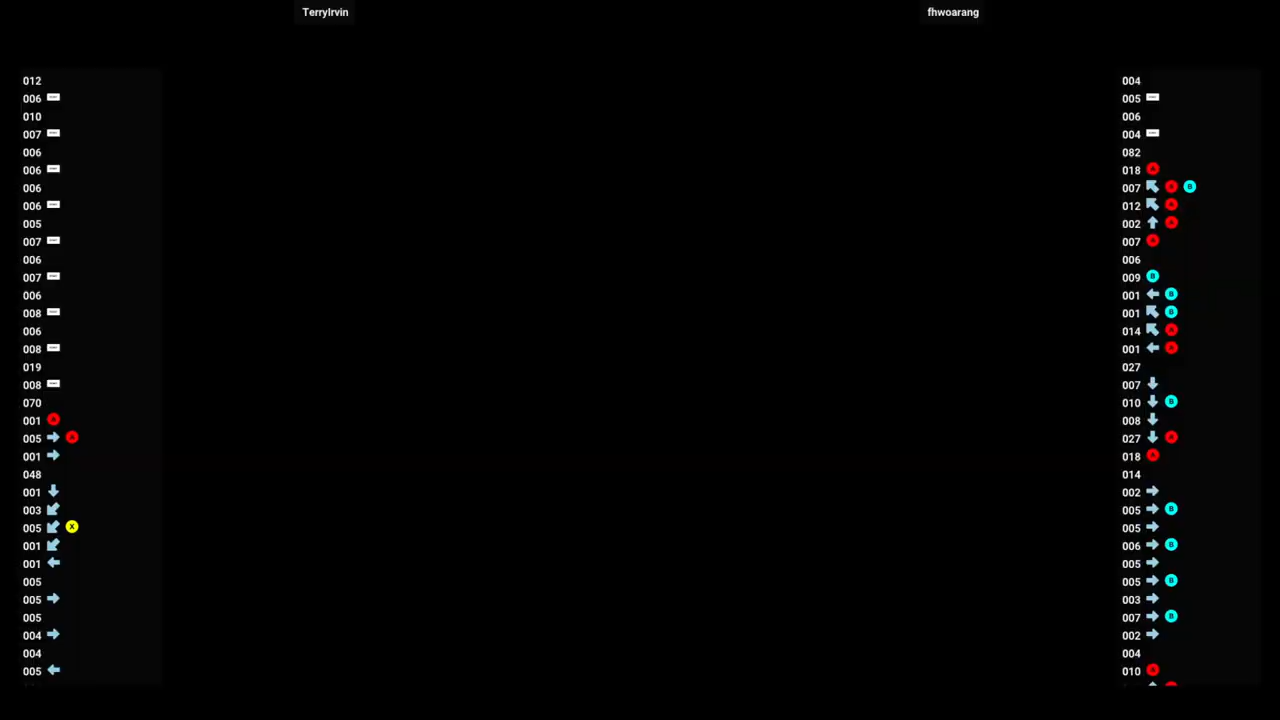 TerryIrvin
fhwoarang
012
006
010
007
006
006
006
006
005
007
006
007
006
008
006
008
019
008
070
001 A
005 A
001
048
001
003
005 X
001
001
005
005
005
004
004
005
004
005
006
004
082
018 A
007 A B
012 A
002 A
007 A
006
009 B
001 B
001 B
014 A
001 A
027
007
010 B
008
027 A
018 A
014
002
005 B
005
006 B
005
005 B
003
007 B
002
004
010 A